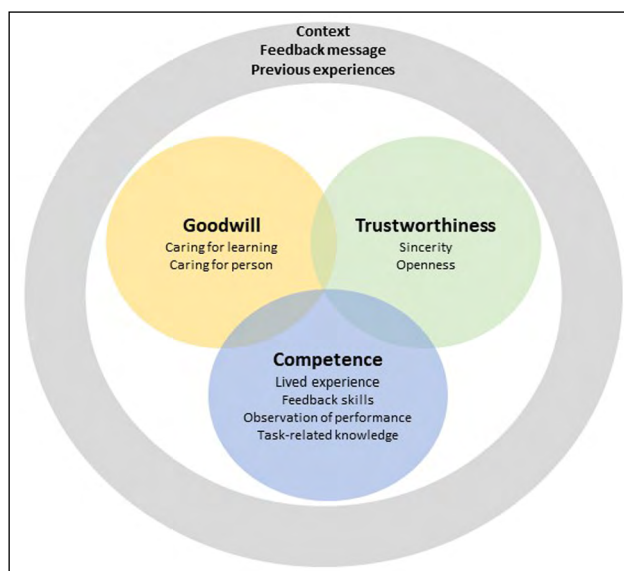 Context
Feedback message
Previous experiences
Goodwill
Caring for learning
Caring for person
Trustworthiness
Sincerity
Openness
Competence
Lived experience
Feedback skills
Observation of performance
Task-related knowledge